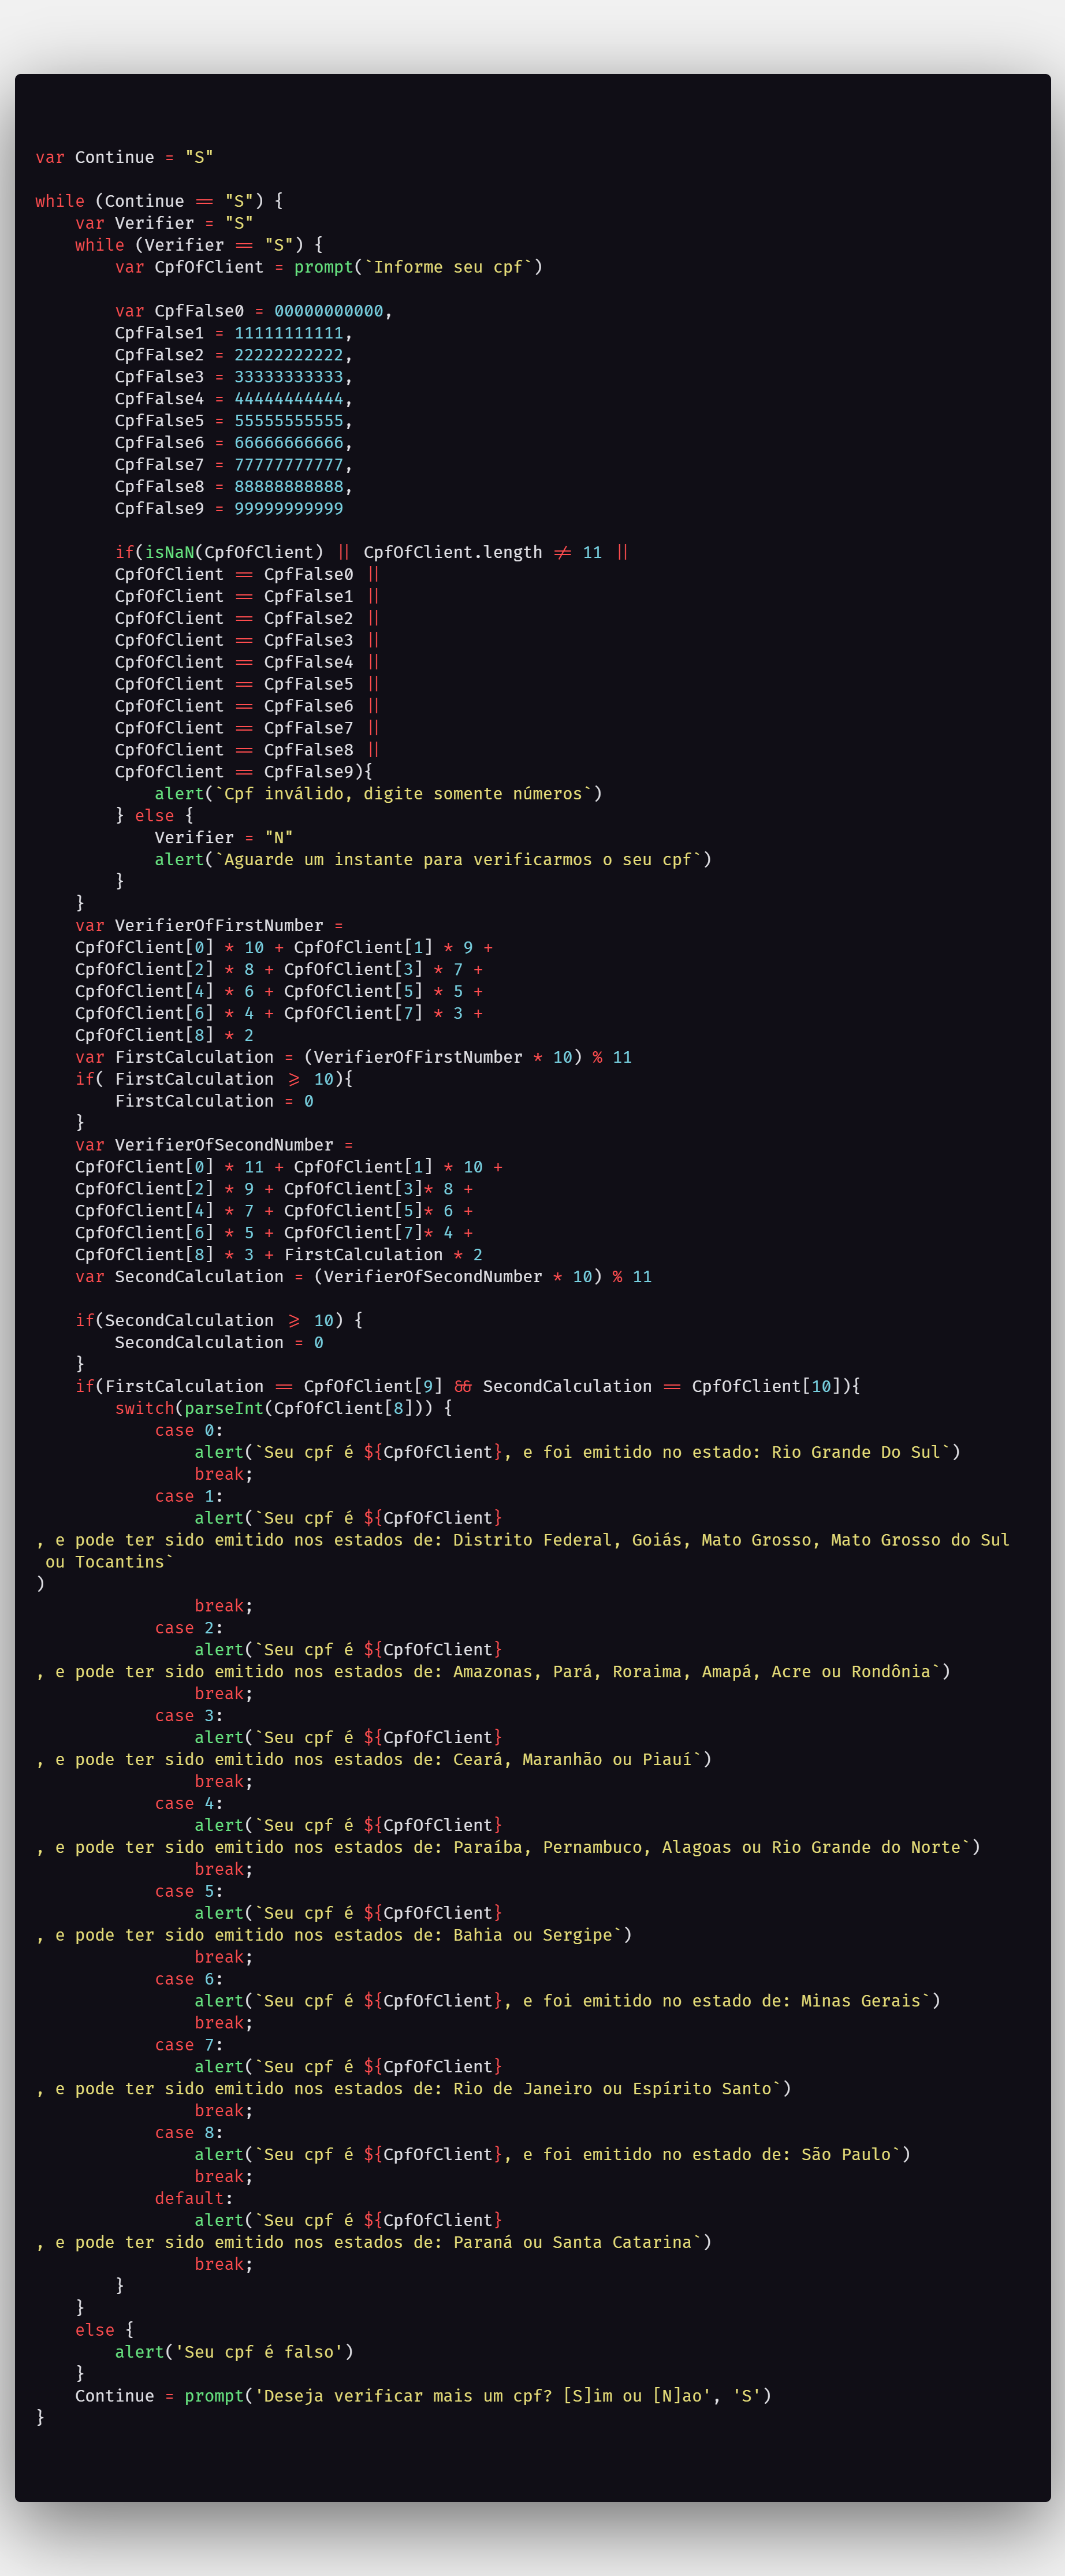 var Continue = "S"

while (Continue == "S") {
    var Verifier = "S"
    while (Verifier == "S") {
        var CpfOfClient = prompt(`Informe seu cpf`)

        var CpfFalse0 = 00000000000,
        CpfFalse1 = 11111111111,
        CpfFalse2 = 22222222222,
        CpfFalse3 = 33333333333,
        CpfFalse4 = 44444444444,
        CpfFalse5 = 55555555555,
        CpfFalse6 = 66666666666,
        CpfFalse7 = 77777777777,
        CpfFalse8 = 88888888888,
        CpfFalse9 = 99999999999

        if(isNaN(CpfOfClient) || CpfOfClient.length != 11 ||
        CpfOfClient == CpfFalse0 ||
        CpfOfClient == CpfFalse1 ||
        CpfOfClient == CpfFalse2 ||
        CpfOfClient == CpfFalse3 ||
        CpfOfClient == CpfFalse4 ||
        CpfOfClient == CpfFalse5 ||
        CpfOfClient == CpfFalse6 ||
        CpfOfClient == CpfFalse7 ||
        CpfOfClient == CpfFalse8 ||
        CpfOfClient == CpfFalse9){
            alert(`Cpf inválido, digite somente números`)
        } else {
            Verifier = "N"
            alert(`Aguarde um instante para verificarmos o seu cpf`)
        }
    }
    var VerifierOfFirstNumber =
    CpfOfClient[0] * 10 + CpfOfClient[1] * 9 +
    CpfOfClient[2] * 8 + CpfOfClient[3] * 7 +
    CpfOfClient[4] * 6 + CpfOfClient[5] * 5 +
    CpfOfClient[6] * 4 + CpfOfClient[7] * 3 +
    CpfOfClient[8] * 2
    var FirstCalculation = (VerifierOfFirstNumber * 10) % 11
    if( FirstCalculation >= 10){
        FirstCalculation = 0
    }
    var VerifierOfSecondNumber =
    CpfOfClient[0] * 11 + CpfOfClient[1] * 10 +
    CpfOfClient[2] * 9 + CpfOfClient[3]* 8 +
    CpfOfClient[4] * 7 + CpfOfClient[5]* 6 +
    CpfOfClient[6] * 5 + CpfOfClient[7]* 4 +
    CpfOfClient[8] * 3 + FirstCalculation * 2
    var SecondCalculation = (VerifierOfSecondNumber * 10) % 11

    if(SecondCalculation >= 10) {
        SecondCalculation = 0
    }
    if(FirstCalculation == CpfOfClient[9] && SecondCalculation == CpfOfClient[10]){
        switch(parseInt(CpfOfClient[8])) {
            case 0:
                alert(`Seu cpf é ${CpfOfClient}, e foi emitido no estado: Rio Grande Do Sul`)
                break;
            case 1:
                alert(`Seu cpf é ${CpfOfClient}
, e pode ter sido emitido nos estados de: Distrito Federal, Goiás, Mato Grosso, Mato Grosso do Sul
 ou Tocantins`
)
                break;
            case 2:
                alert(`Seu cpf é ${CpfOfClient}
, e pode ter sido emitido nos estados de: Amazonas, Pará, Roraima, Amapá, Acre ou Rondônia`)
                break;
            case 3:
                alert(`Seu cpf é ${CpfOfClient}
, e pode ter sido emitido nos estados de: Ceará, Maranhão ou Piauí`)
                break;
            case 4:
                alert(`Seu cpf é ${CpfOfClient}
, e pode ter sido emitido nos estados de: Paraíba, Pernambuco, Alagoas ou Rio Grande do Norte`)
                break;
            case 5:
                alert(`Seu cpf é ${CpfOfClient}
, e pode ter sido emitido nos estados de: Bahia ou Sergipe`)
                break;
            case 6:
                alert(`Seu cpf é ${CpfOfClient}, e foi emitido no estado de: Minas Gerais`)
                break;
            case 7:
                alert(`Seu cpf é ${CpfOfClient}
, e pode ter sido emitido nos estados de: Rio de Janeiro ou Espírito Santo`)
                break;
            case 8:
                alert(`Seu cpf é ${CpfOfClient}, e foi emitido no estado de: São Paulo`)
                break;
            default:
                alert(`Seu cpf é ${CpfOfClient}
, e pode ter sido emitido nos estados de: Paraná ou Santa Catarina`)
                break;
        }
    }
    else {
        alert('Seu cpf é falso')
    }
    Continue = prompt('Deseja verificar mais um cpf? [S]im ou [N]ao', 'S')
}